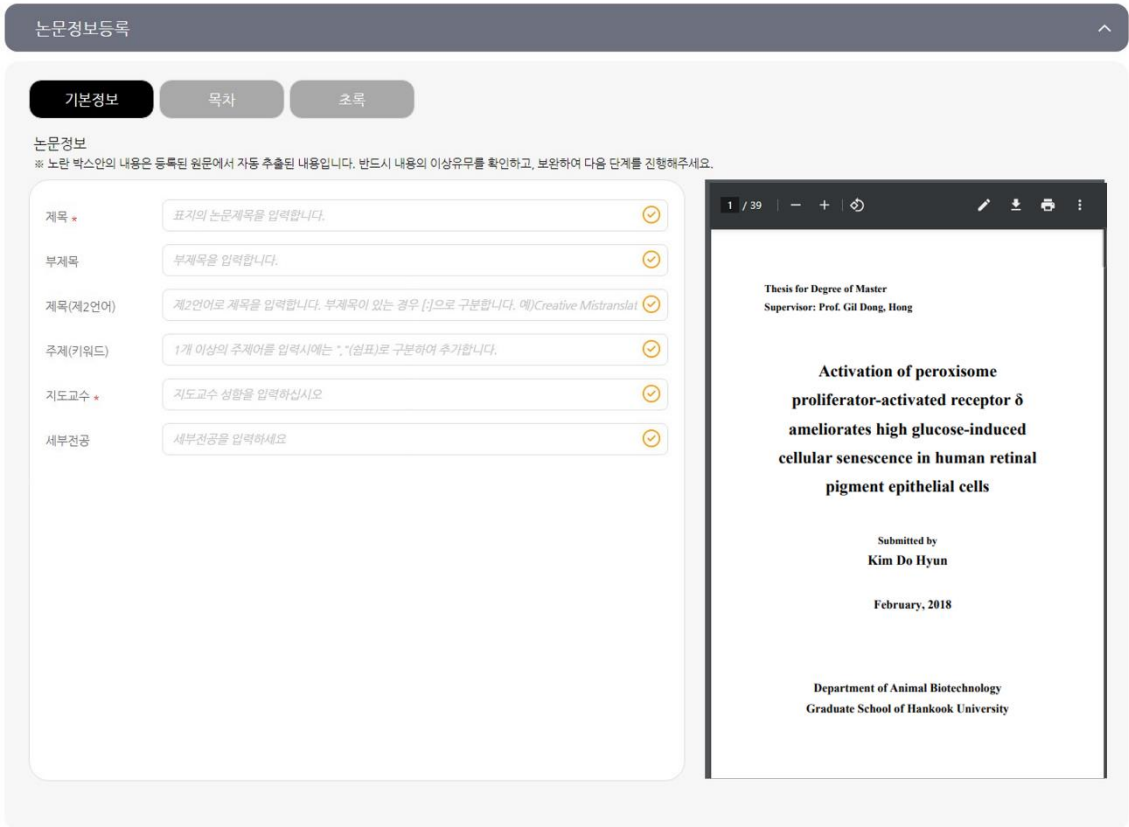 논문정보등록
기본정보
목차
초록
논문정보
※ 노란 박스안의 내용은 등록된 원문에서 자동 추출된 내용입니다. 반드시 내용의 이상유무를 확인하고, 보완하여 다음 단계를 진행해주세요.
제목 *
표지의 논문제목을 입력합니다.
부제목
부제목을 입력합니다.
제목(제2언어)
제2언어로 제목을 입력합니다. 부제목이 있는 경우 [:]으로 구분합니다. 예)Creative Mistranslat
주제(키워드)
1개 이상의 주제어를 입력시에는 ","(쉼표)로 구분하여 추가합니다.
지도교수 *
지도교수 성함을 입력하십시오
세부전공
세부전공을 입력하세요
1 / 39
Thesis for Degree of Master
Supervisor: Prof. Gil Dong, Hong
Activation of peroxisome
proliferator-activated receptor δ
ameliorates high glucose-induced
cellular senescence in human retinal
pigment epithelial cells
Submitted by
Kim Do Hyun
February, 2018
Department of Animal Biotechnology
Graduate School of Hankook University